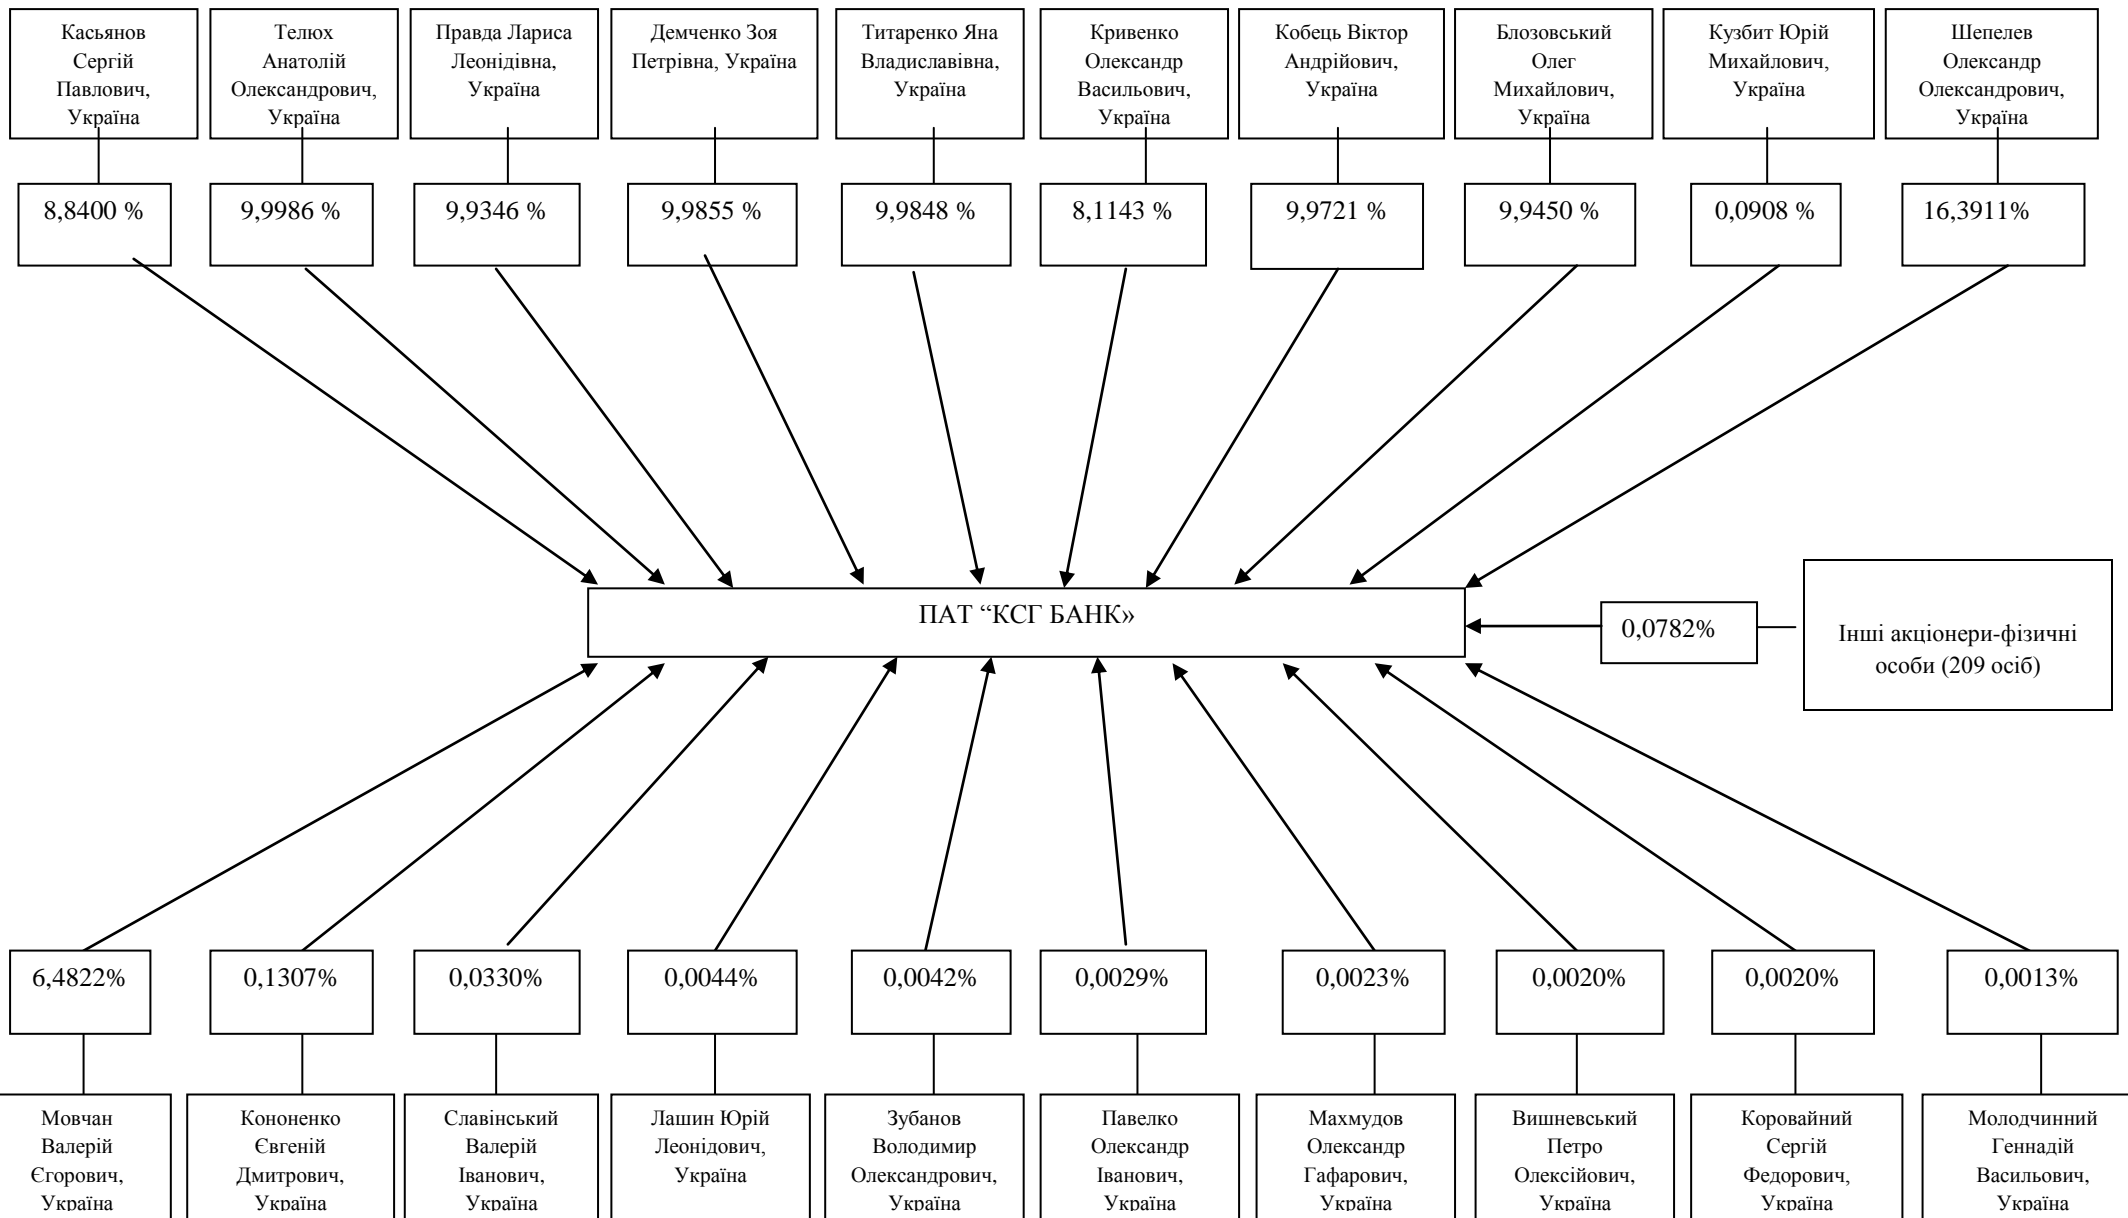 Касьянов
Сергій
Павлович,
Україна
Телюх
Анатолій
Олександрович,
Україна
Правда Лариса
Леонідівна,
Україна
Демченко Зоя
Петрівна, Україна
Титаренко Яна
Владиславівна,
Україна
Кривенко
Олександр
Васильович,
Україна
Кобець Віктор
Андрійович,
Україна
Блозовський
Олег
Михайлович,
Україна
Кузбит Юрій
Михайлович,
Україна
Шепелев
Олександр
Олександрович,
Україна
8,8400 %
9,9986 %
9,9346 %
9,9855 %
9,9848 %
8,1143 %
9,9721 %
9,9450 %
0,0908 %
16,3911%
ПАТ “КСГ БАНК»
0,0782%
Інші акціонери-фізичні
особи (209 осіб)
6,4822%
0,1307%
0,0330%
0,0044%
0,0042%
0,0029%
0,0023%
0,0020%
0,0020%
0,0013%
Мовчан
Валерій
Єгорович,
Україна
Кононенко
Євгеній
Дмитрович,
Україна
Славінський
Валерій
Іванович,
Україна
Лашин Юрій
Леонідович,
Україна
Зубанов
Володимир
Олександрович,
Україна
Павелко
Олександр
Іванович,
Україна
Махмудов
Олександр
Гафарович,
Україна
Вишневський
Петро
Олексійович,
Україна
Коровайний
Сергій
Федорович,
Україна
Молодчинний
Геннадій
Васильович,
Україна